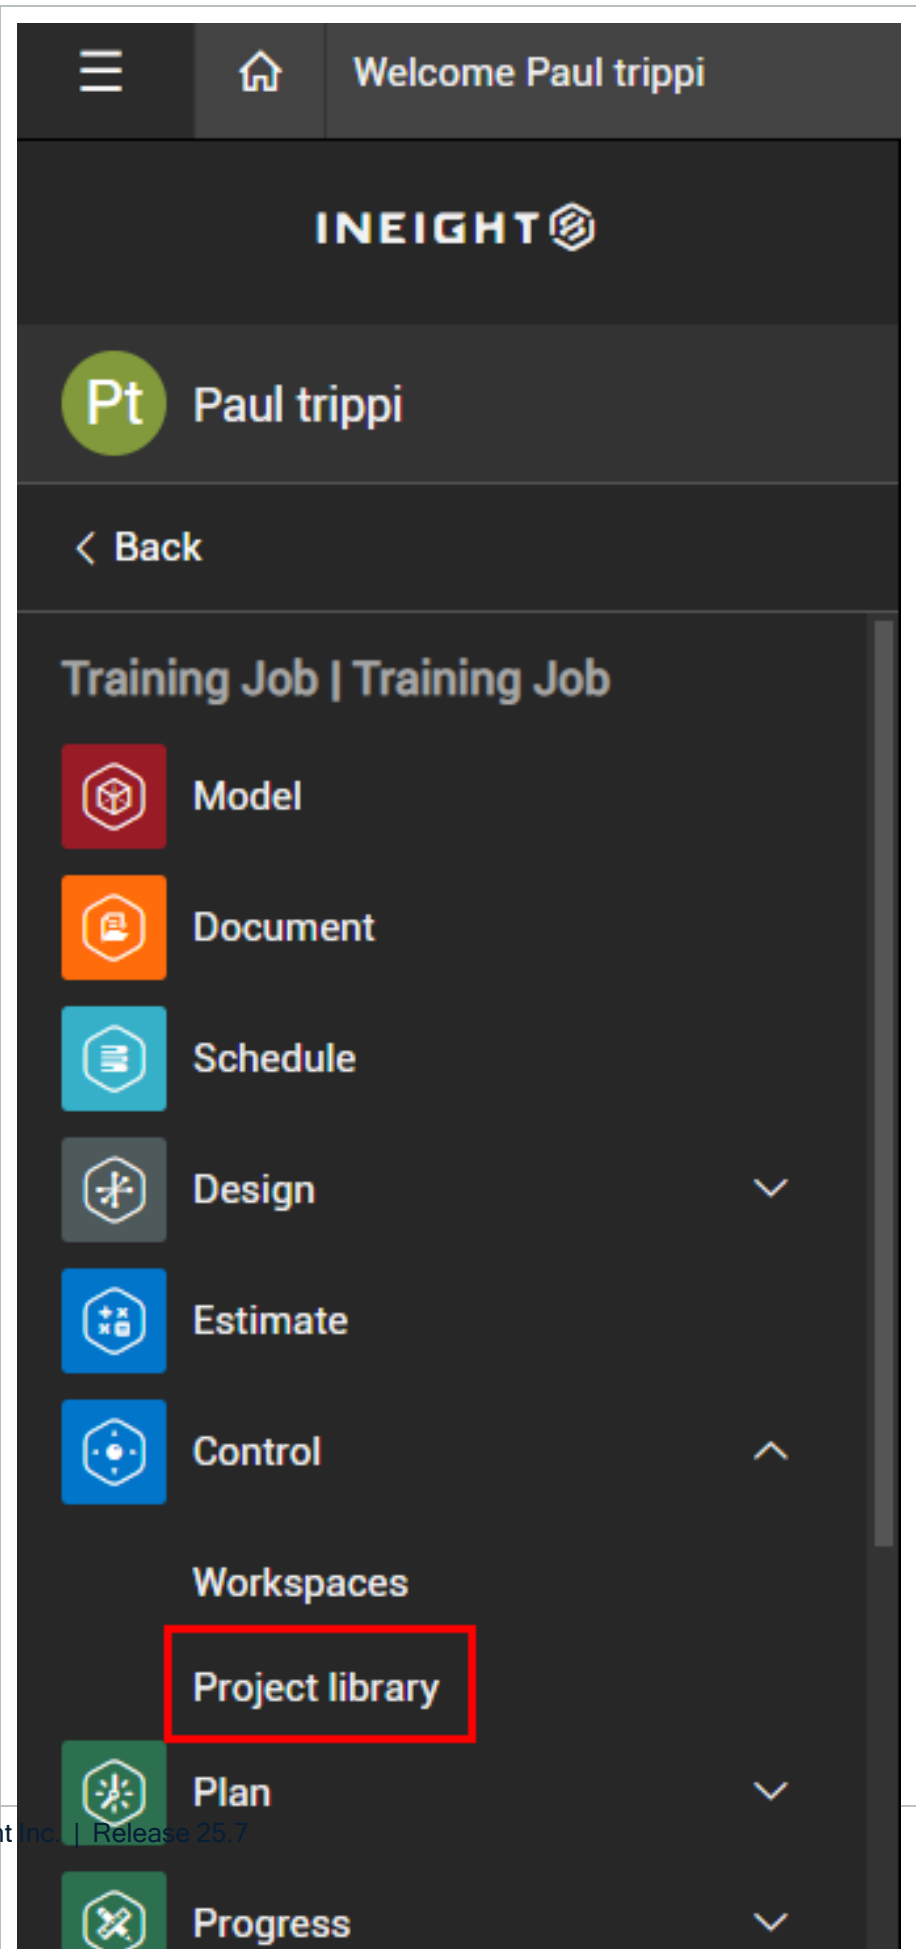 Welcome Paul trippi
INEIGHT
Pt
Paul trippi
Back
Training Job | Training Job
Model
Document
Schedule
Design
Estimate
Control
Workspaces
Project library
Plan
Inc. | Release 25.7
Progress